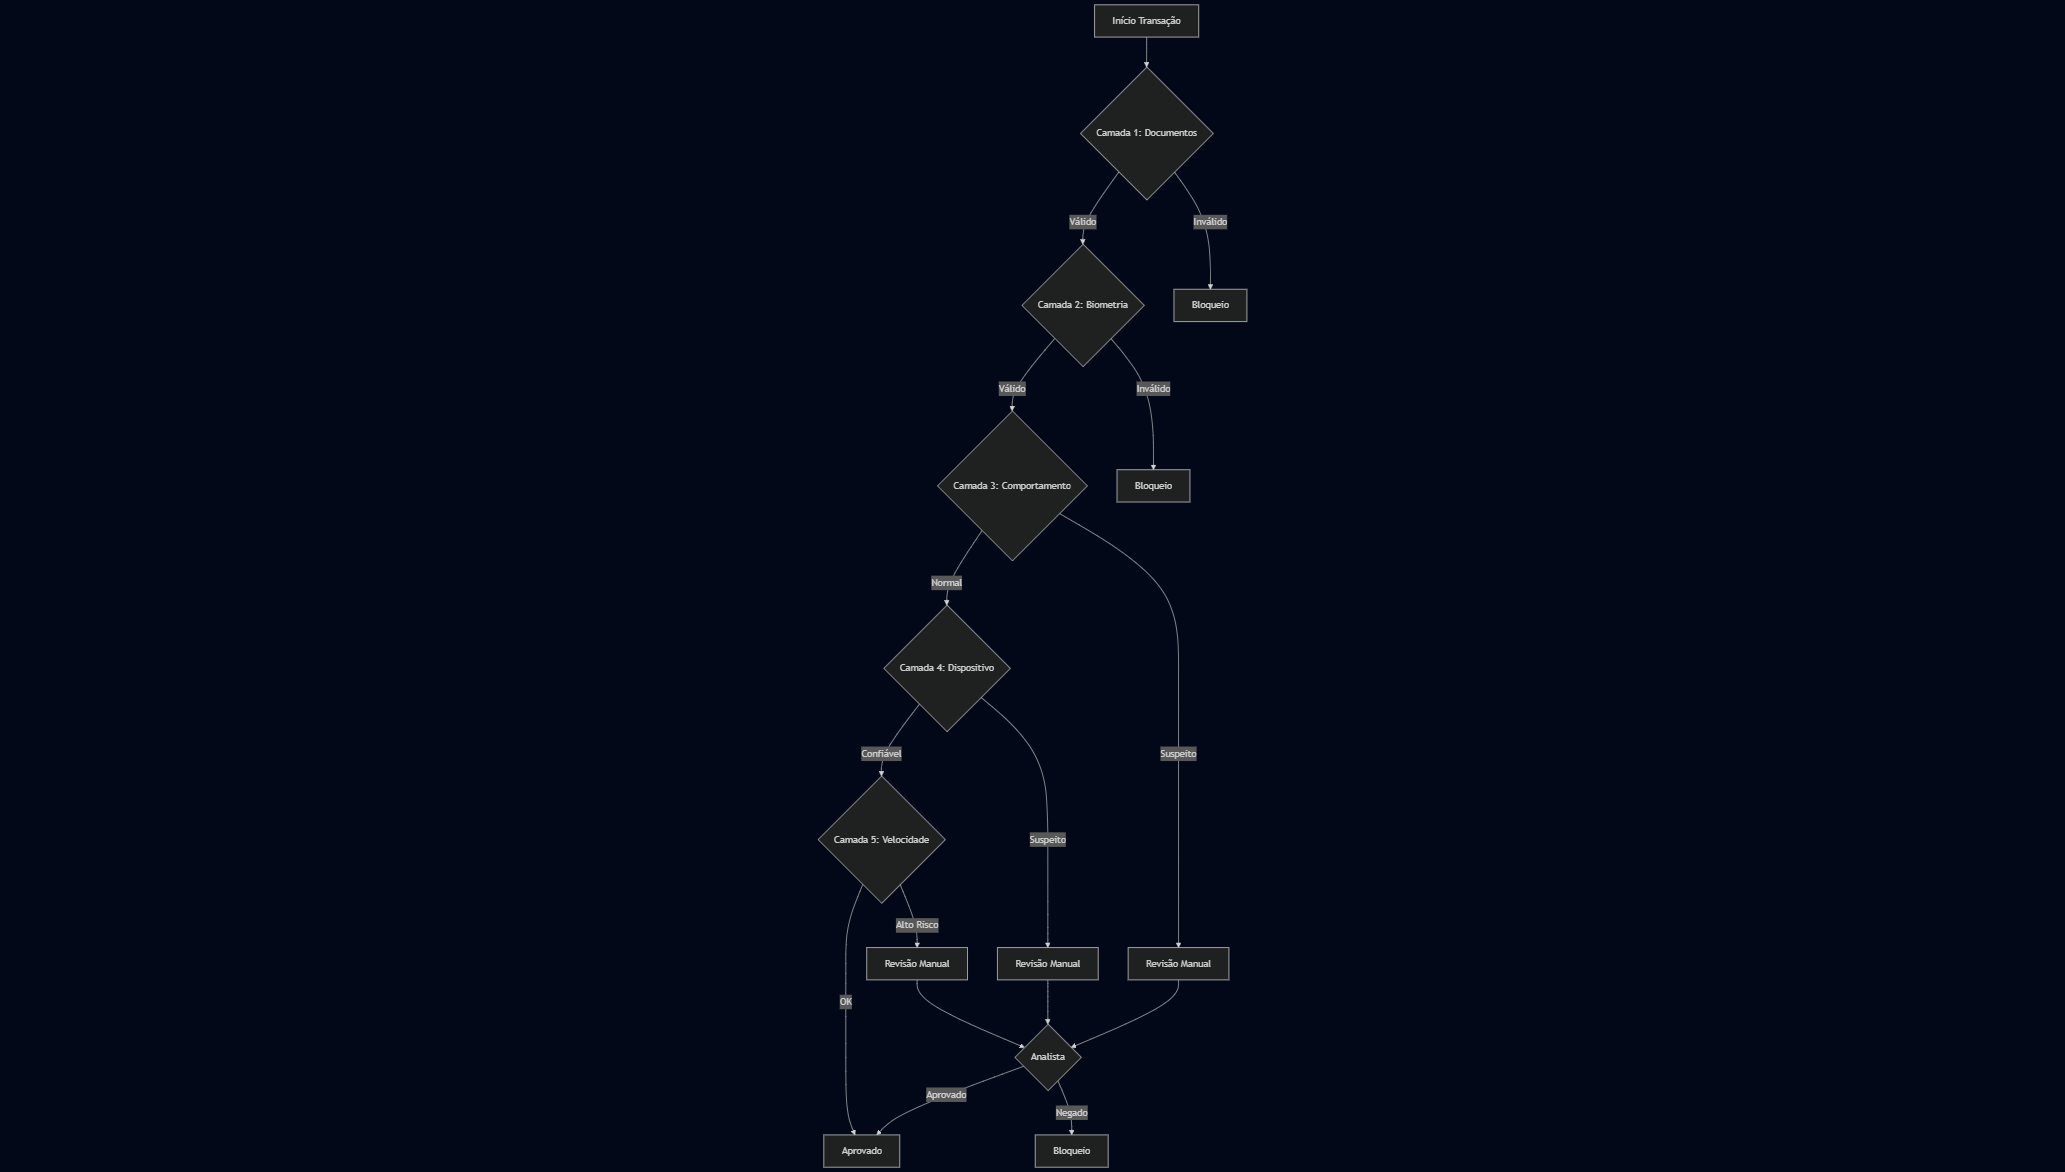 Início Transação
Camada 1: Documentos
Válido
Inválido
Camada 2: Biometria
Bloqueio
Válido
Inválido
Camada 3: Comportamento
Bloqueio
Normal
Camada 4: Dispositivo
Confiável
Suspeito
Camada 5: Velocidade
Suspeito
Alto Risco
Revisão Manual
Revisão Manual
Revisão Manual
OK
Analista
Aprovado
Negado
Aprovado
Bloqueio